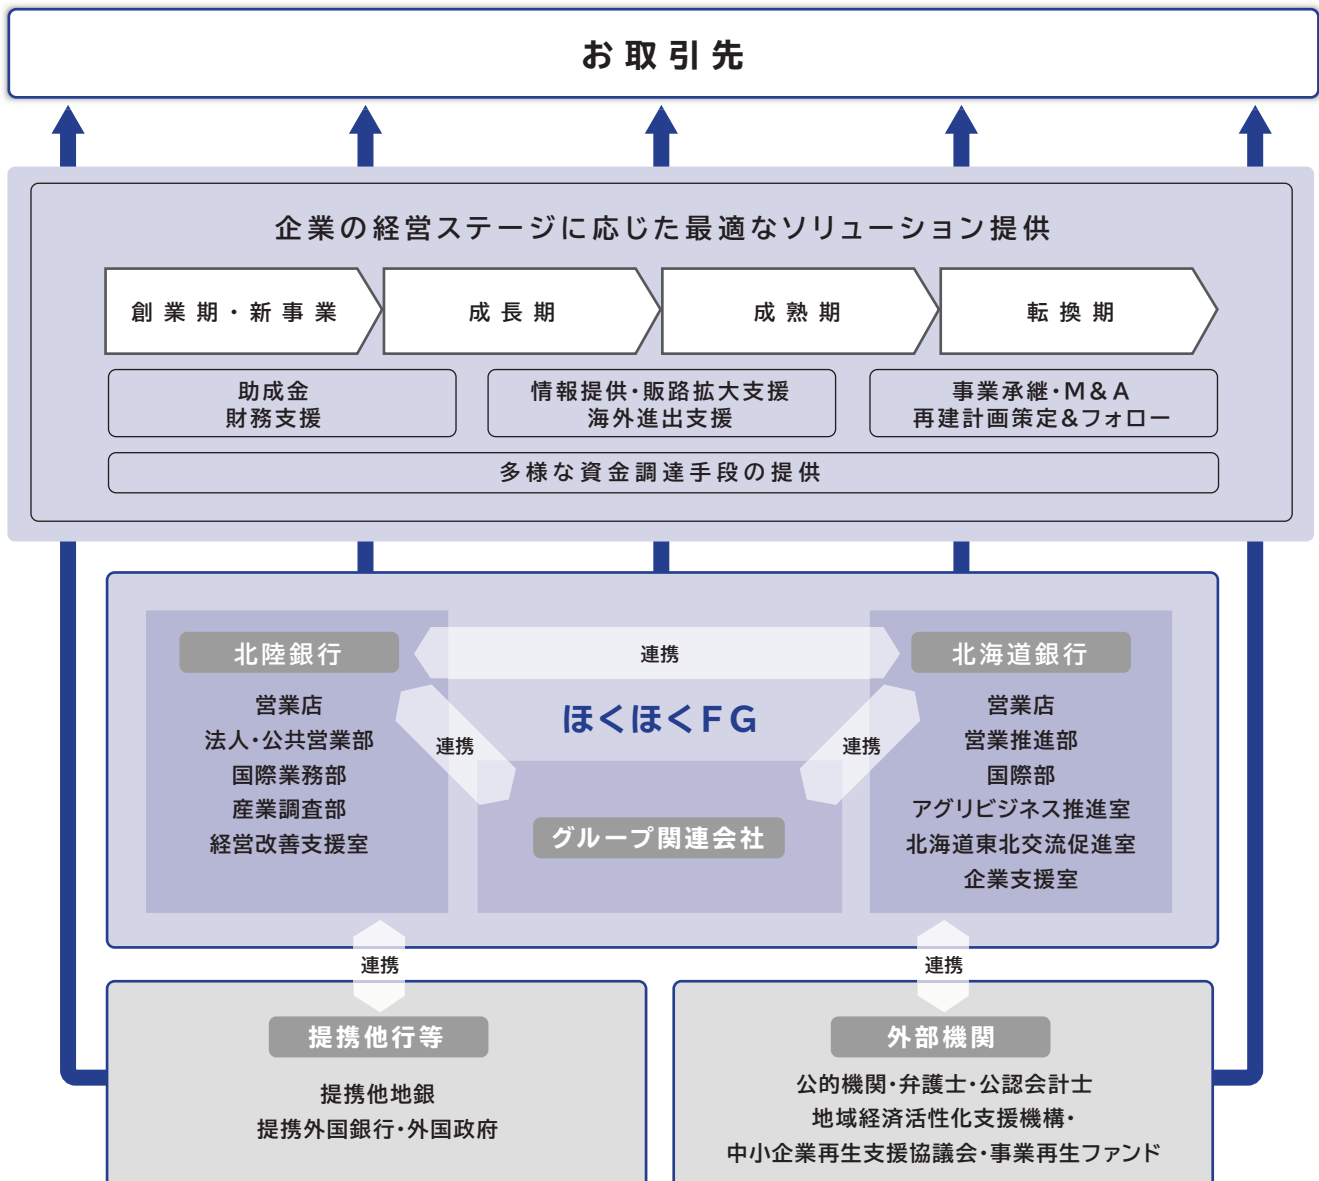 お取引先
企業の経営ステージに応じた最適なソリューション提供
創業期・新事業
成長期
成熟期
転換期
助成金
財務支援
情報提供・販路拡大支援
海外進出支援
事業承継・M&A
再建計画策定&フォロー
多様な資金調達手段の提供
北陸銀行
営業店
法人・公共営業部
国際業務部
産業調査部
経営改善支援室
連携
ほくほくFG
連携
連携
グループ関連会社
北海道銀行
営業店
営業推進部
国際部
アグリビジネス推進室
北海道東北交流促進室
企業支援室
連携
連携
提携他行等
提携他地銀
提携外国銀行・外国政府
外部機関
公的機関・弁護士・公認会計士
地域経済活性化支援機構・
中小企業再生支援協議会・事業再生ファンド